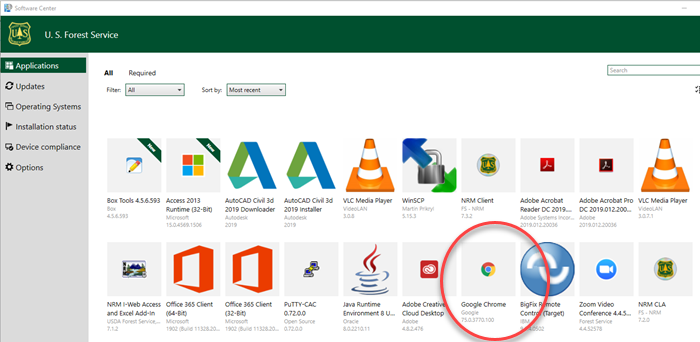 Software Center
U. S. Forest Service
Applications
Updates
Operating Systems
Installation status
Device compliance
Options
All Required
Filter: All Sort by: Most recent
Search
New New
Box Tools 4.5.6.593
Box
4.5.6.593
Access 2013
Runtime (32-Bit)
Microsoft
15.0.4569.1506
AutoCAD Civil 3d
2019 Downloader
Autodesk
2019
AutoCAD Civil 3d
2019 Installer
Autodesk
2019
VLC Media Player
VideoLAN
3.0.8
WinSCP
Martin Prikryl
5.15.3
NRM Client
FS - NRM
7.3.2
Adobe Acrobat
Reader DC 2019....
Adobe Systems Incor...
2019.012.20036
Adobe Acrobat Pro
DC 2019.012.200...
Adobe
2019.012.20036
VLC Media Player
VideoLAN
3.0.7.1
NRM I-Web Access
and Excel Add-In
USDA Forest Service,...
7.1.2
Office 365 Client
(64-Bit)
Microsoft
1902 (Build 11328.20...
Office 365 Client
(32-Bit)
Microsoft
1902 (Build 11328.20...
PuTTY-CAC
0.72.0.0
Open Source
0.72.0.0
Java Runtime
Environment 8 U...
Oracle
8.0.2210.11
Adobe Creative
Cloud Desktop
Adobe
4.8.2.476
Google Chrome
Google
75.0.3770.100
BigFix Remote
Control (Target)
Zoom Video
Conference 4.4.5...
Forest Service
4.4.52578
NRM CLA
FS - NRM
7.2.0